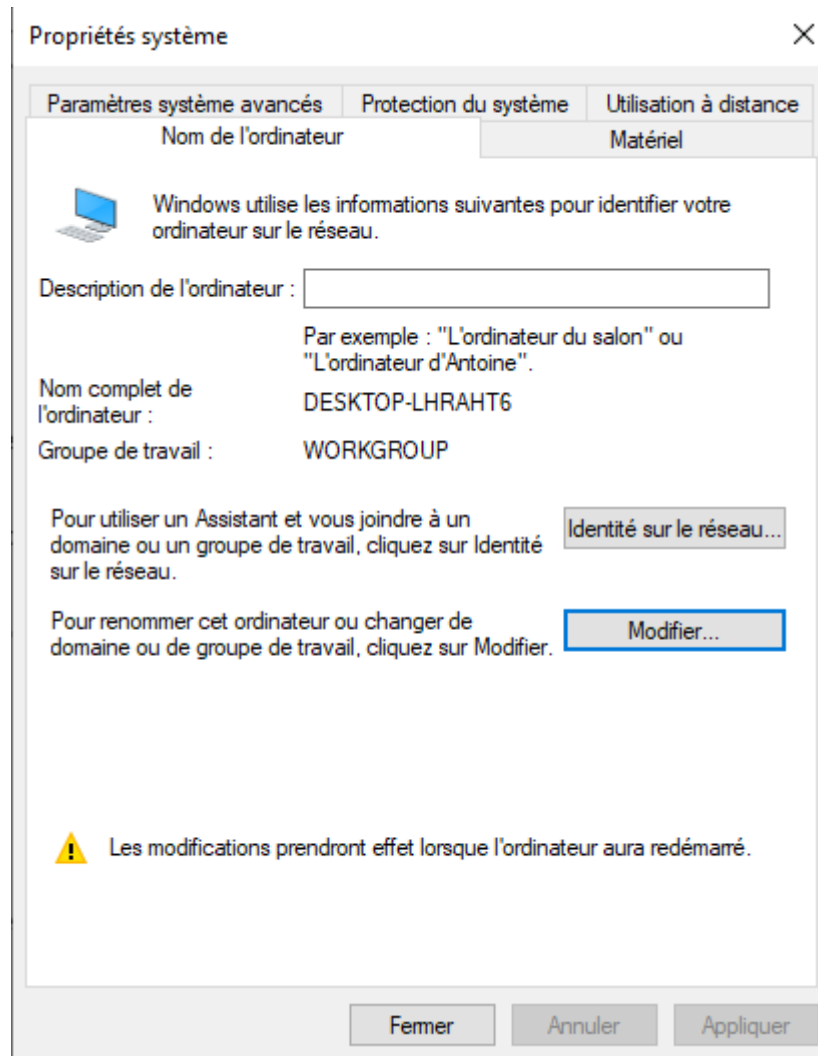 Propriétés système
Paramètres système avancés Protection du système Utilisation à distance
Nom de l'ordinateur Matériel
Windows utilise les informations suivantes pour identifier votre
ordinateur sur le réseau.
Description de l'ordinateur :
Par exemple : "L'ordinateur du salon" ou
"L'ordinateur d'Antoine".
Nom complet de
l'ordinateur :
DESKTOP-LHRAHT6
Groupe de travail : WORKGROUP
Pour utiliser un Assistant et vous joindre à un
domaine ou un groupe de travail, cliquez sur Identité
sur le réseau.
Identité sur le réseau...
Pour renommer cet ordinateur ou changer de
domaine ou de groupe de travail, cliquez sur Modifier.
Modifier...
Les modifications prendront effet lorsque l'ordinateur aura redémarré.
Fermer Annuler Appliquer